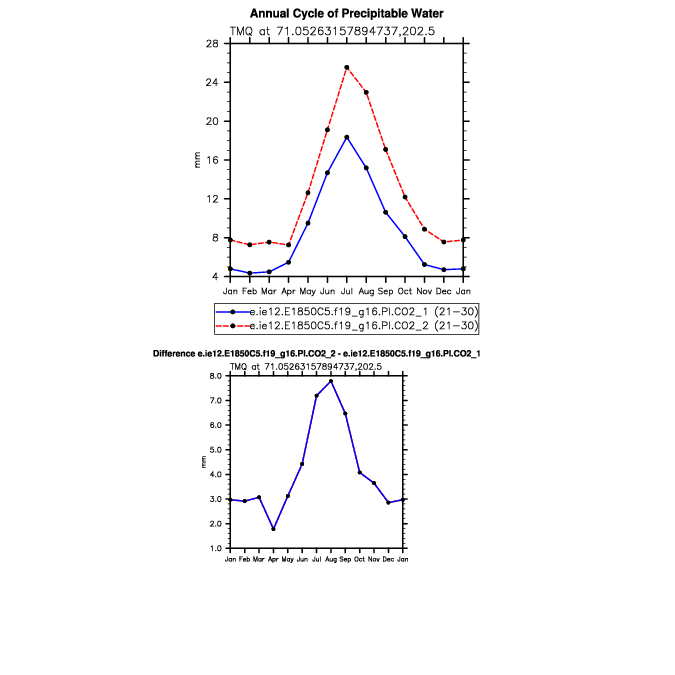 Annual Cycle of Precipitable Water
TMQ at 71.05263157894737,202.5
28
24
20
16
12
8
4
mm
Jan Feb Mar Apr May Jun Jul Aug Sep Oct Nov Dec Jan
e.ie12.E1850C5.f19_g16.PI.CO2_1 (21-30)
e.ie12.E1850C5.f19_g16.PI.CO2_2 (21-30)
Difference e.ie12.E1850C5.f19_g16.PI.CO2_2 - e.ie12.E1850C5.f19_g16.PI.CO2_1
TMQ at 71.05263157894737,202.5
8.0
7.0
6.0
5.0
4.0
3.0
2.0
1.0
mm
Jan Feb Mar Apr May Jun Jul Aug Sep Oct Nov Dec Jan